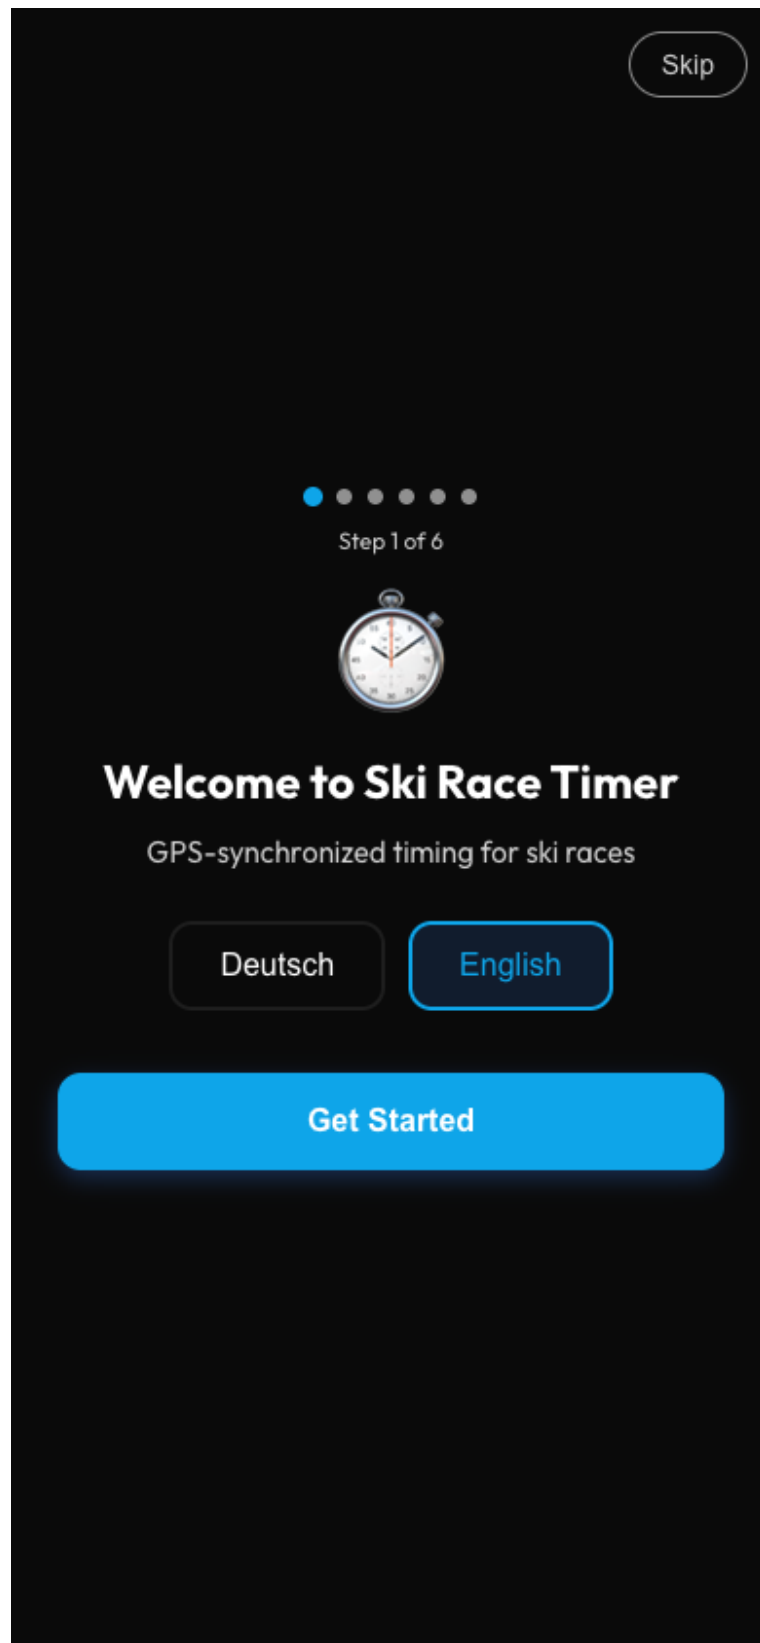 Skip
Step 1 of 6
Welcome to Ski Race Timer
GPS-synchronized timing for ski races
Deutsch English
Get Started